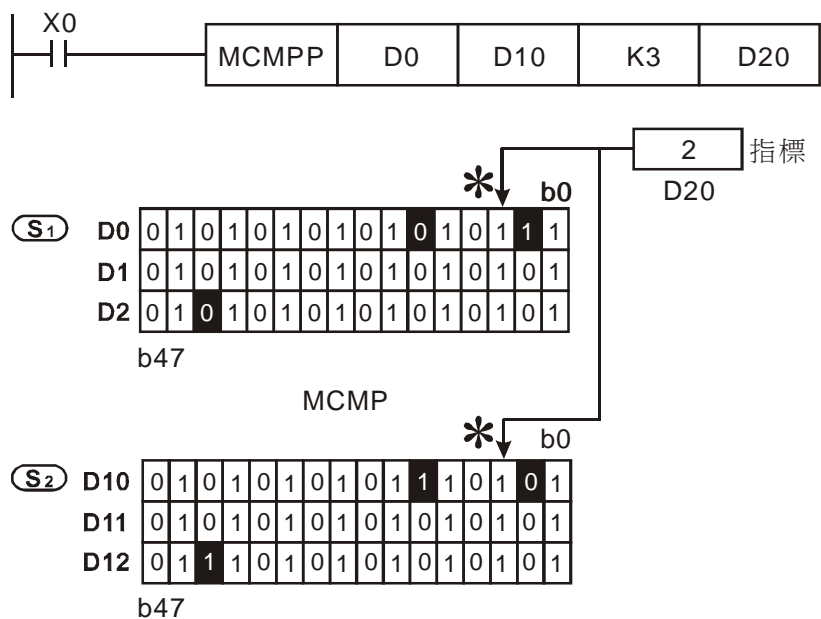 X0
MCMPP D0 D10 K3 D20
2 指標
D20
* b0
S1 D0 0 1 0 1 0 1 0 1 0 1 0 1 0 1 1 1
D1 0 1 0 1 0 1 0 1 0 1 0 1 0 1 0 1
D2 0 1 0 1 0 1 0 1 0 1 0 1 0 1 0 1
b47
MCMP
* b0
S2 D10 0 1 0 1 0 1 0 1 0 1 1 1 0 1 0 1
D11 0 1 0 1 0 1 0 1 0 1 0 1 0 1 0 1
D12 0 1 1 1 0 1 0 1 0 1 0 1 0 1 0 1
b47